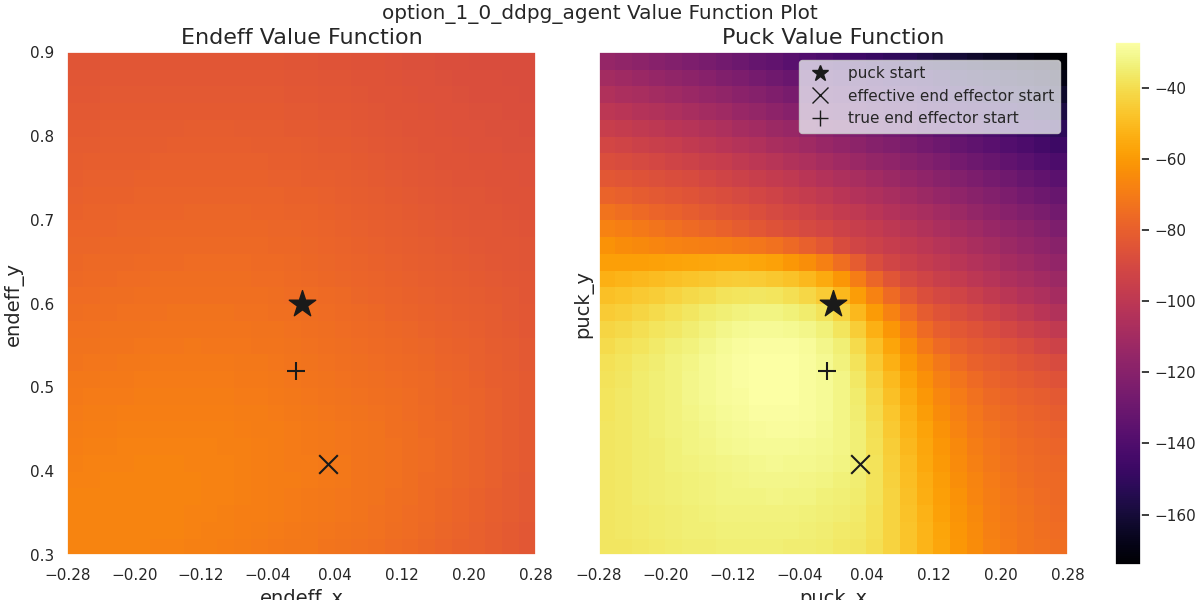 option_1_0_ddpg_agent Value Function Plot
Endeff Value Function
0.9
0.8
0.7
0.6
0.5
0.4
0.3
endeff_y
−0.28 −0.20 −0.12 −0.04 0.04 0.12 0.20 0.28
endeff_x
Puck Value Function
puck start
effective end effector start
true end effector start
puck_y
−0.28 −0.20 −0.12 −0.04 0.04 0.12 0.20 0.28
puck_x
−40
−60
−80
−100
−120
−140
−160